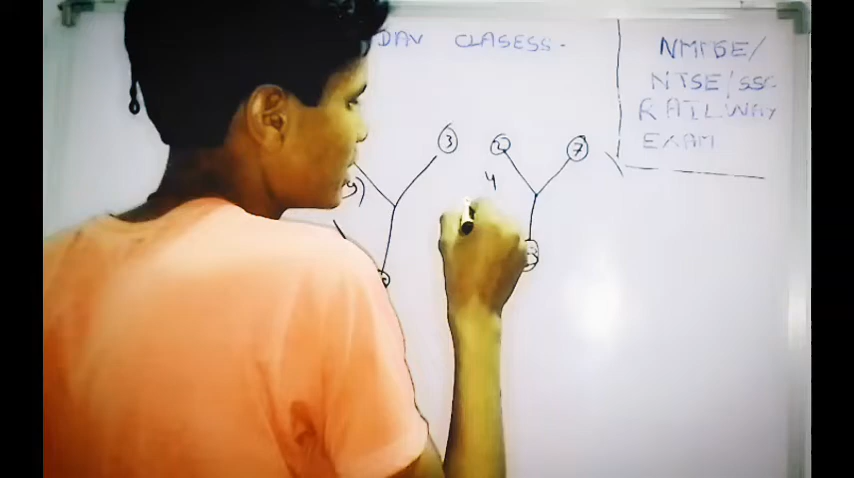 DAV CLASESS.
NMMSE/
NTSE/SSC
RAILWAY
EXAM
3
2
7
4